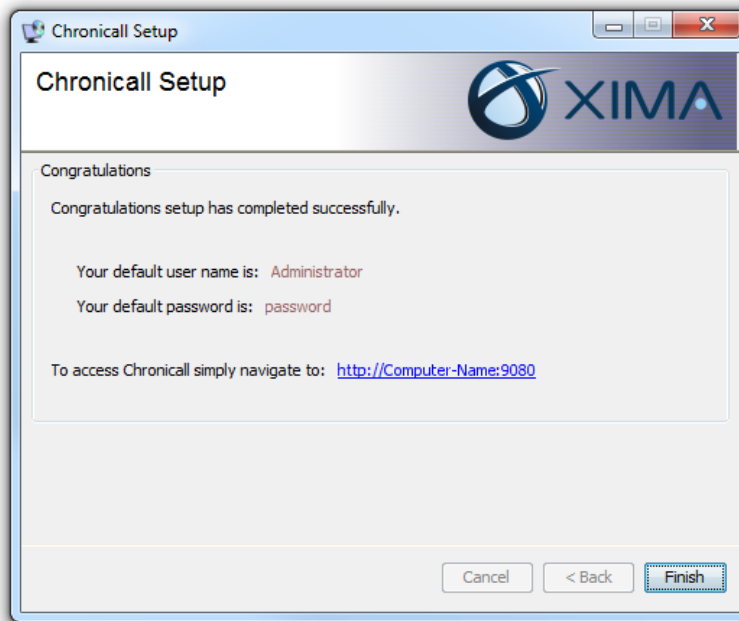 Chronicall Setup
Chronicall Setup
XIMA
Congratulations
Congratulations setup has completed successfully.
Your default user name is: Administrator
Your default password is: password
To access Chronicall simply navigate to: http://Computer-Name:9080
Cancel < Back Finish